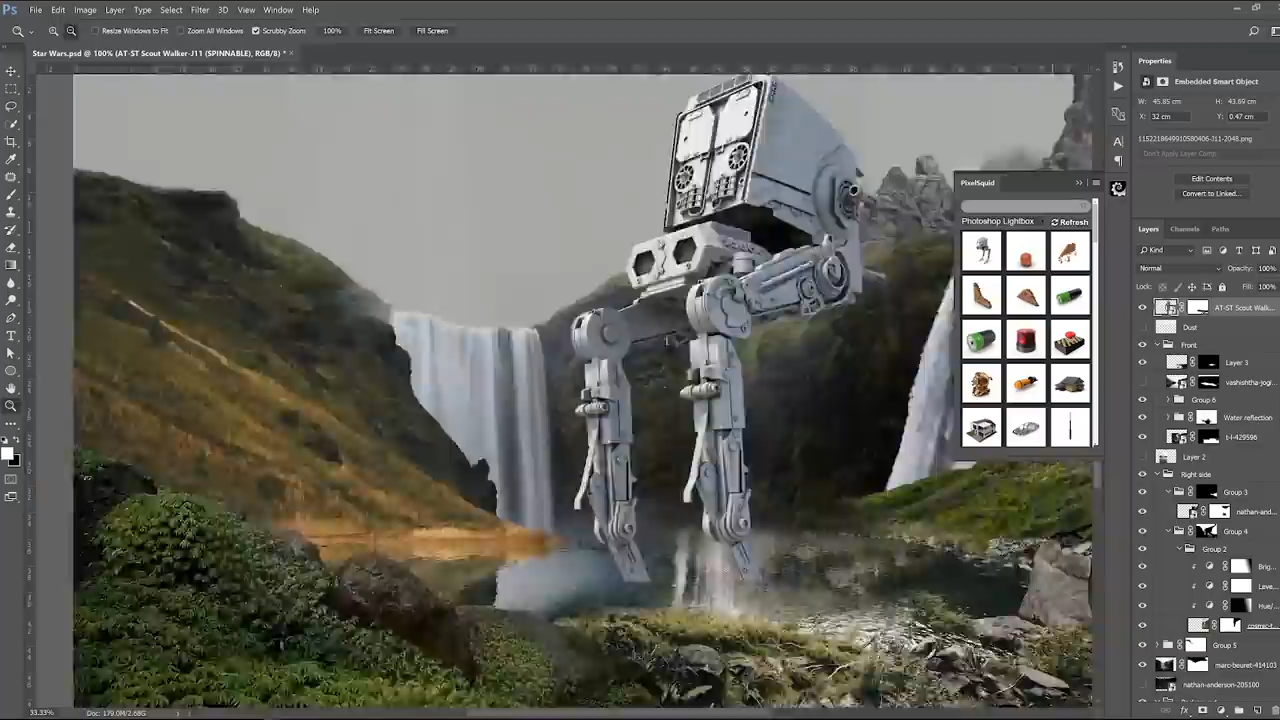 Ps File Edit Image Layer Type Select Filter 3D View Window Help
Resize Windows to Fit Zoom All Windows Scrubby Zoom 100% Fit Screen Fill Screen
Star Wars.psd @ 100% (AT-ST Scout Walker-J11 (SPINNABLE), RGB/8) *
Properties
Embedded Smart Object
W: 45.85 cm H: 43.69 cm
X: 32 cm Y: 0.47 cm
1152218649910580406-J11-2048.png
Don't Apply Layer Comp
Edit Contents
Convert to Linked...
PixelSquid
Photoshop Lightbox Refresh
Layers Channels Paths
Kind
Normal Opacity: 100%
Lock: Fill: 100%
AT-ST Scout Walk...
Dust
Front
Layer 3
vashishtha-jogi...
Group 6
Water reflection
t-l-429596
Layer 2
Right side
Group 3
nathan-and...
Group 4
Group 2
Brig...
Leve...
Hue/...
cosmic-t...
Group 5
marc-beuret-414103
nathan-anderson-205100
33.33% Doc: 179.0M/2.68G